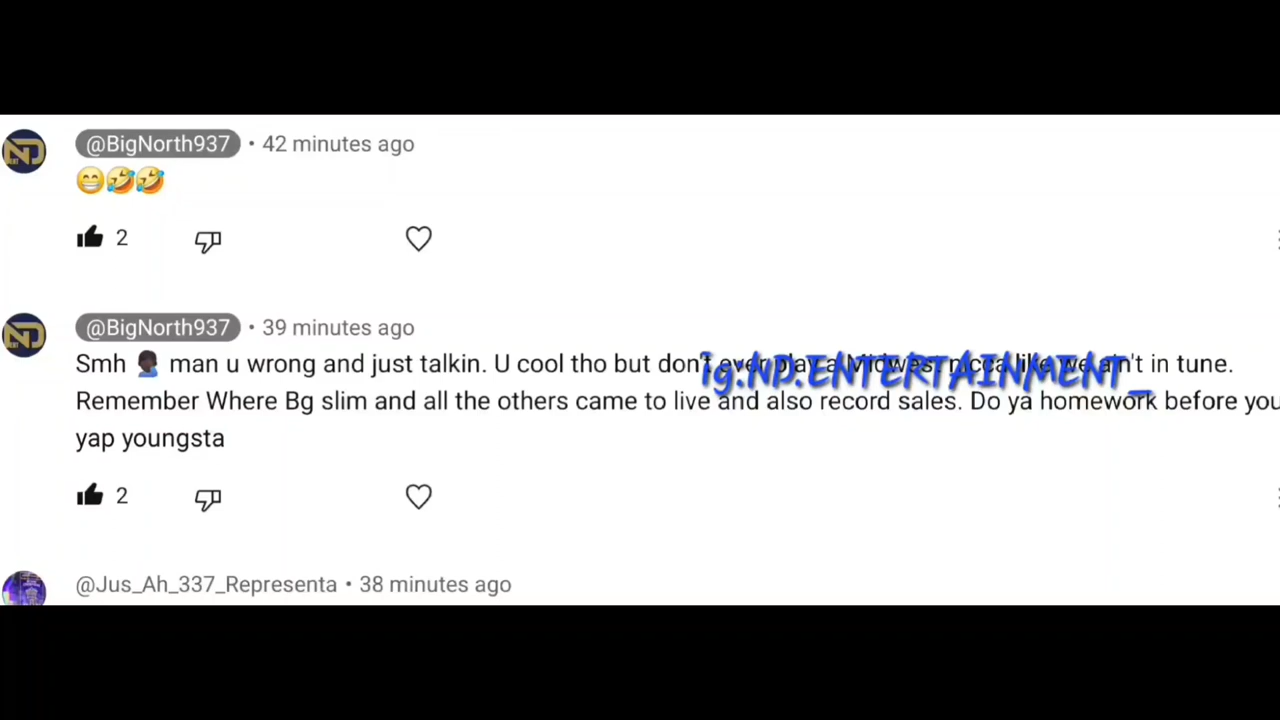 @BigNorth937 • 42 minutes ago
😁🤣🤣
2
@BigNorth937 • 39 minutes ago
Smh 🤦🏿 man u wrong and just talkin. U cool tho but don't ever play a Midwest nicca like we ain't in tune.
ig:ND.ENTERTAINMENT_
Remember Where Bg slim and all the others came to live and also record sales. Do ya homework before you
yap youngsta
2
@Jus_Ah_337_Representa • 38 minutes ago